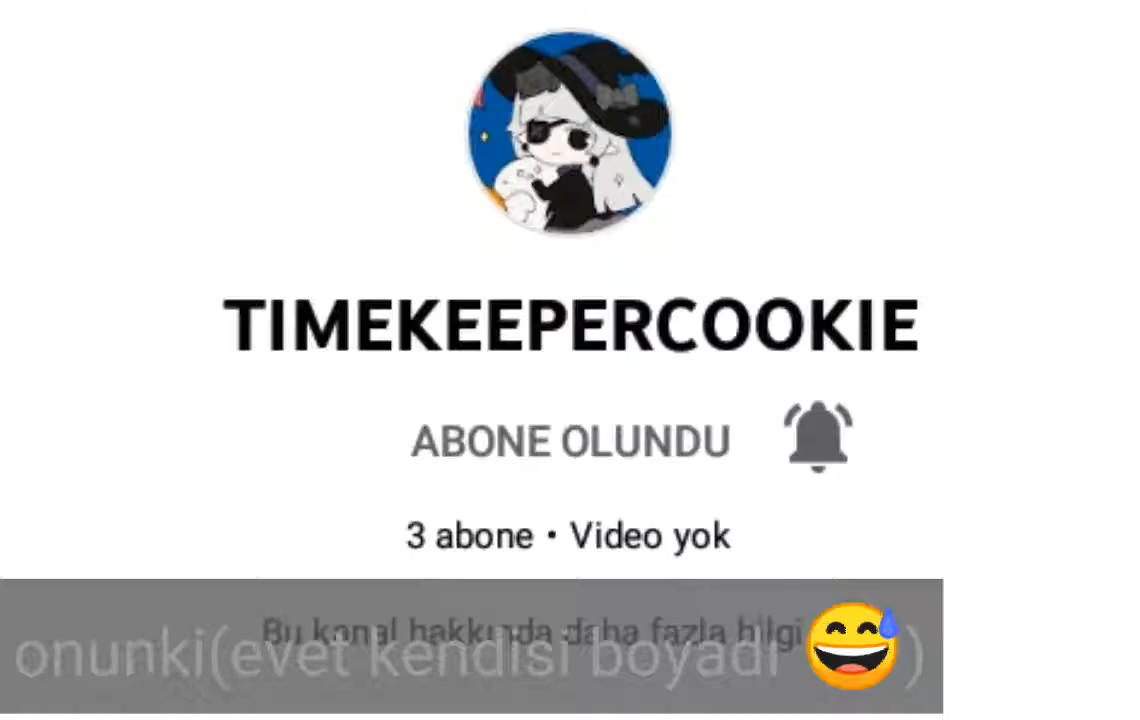 TIMEKEEPERCOOKIE
ABONE OLUNDU
3 abone • Video yok
Bu kanal hakkında daha fazla bilgi
onunki(evet kendisi boyadı 😅)